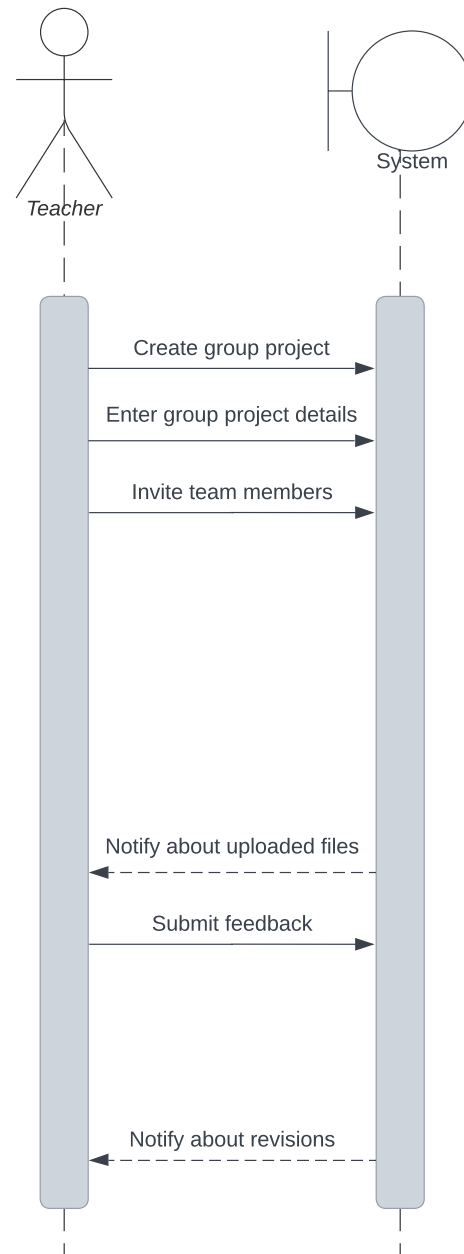 Teacher
System
Create group project
Enter group project details
Invite team members
Notify about uploaded files
Submit feedback
Notify about revisions